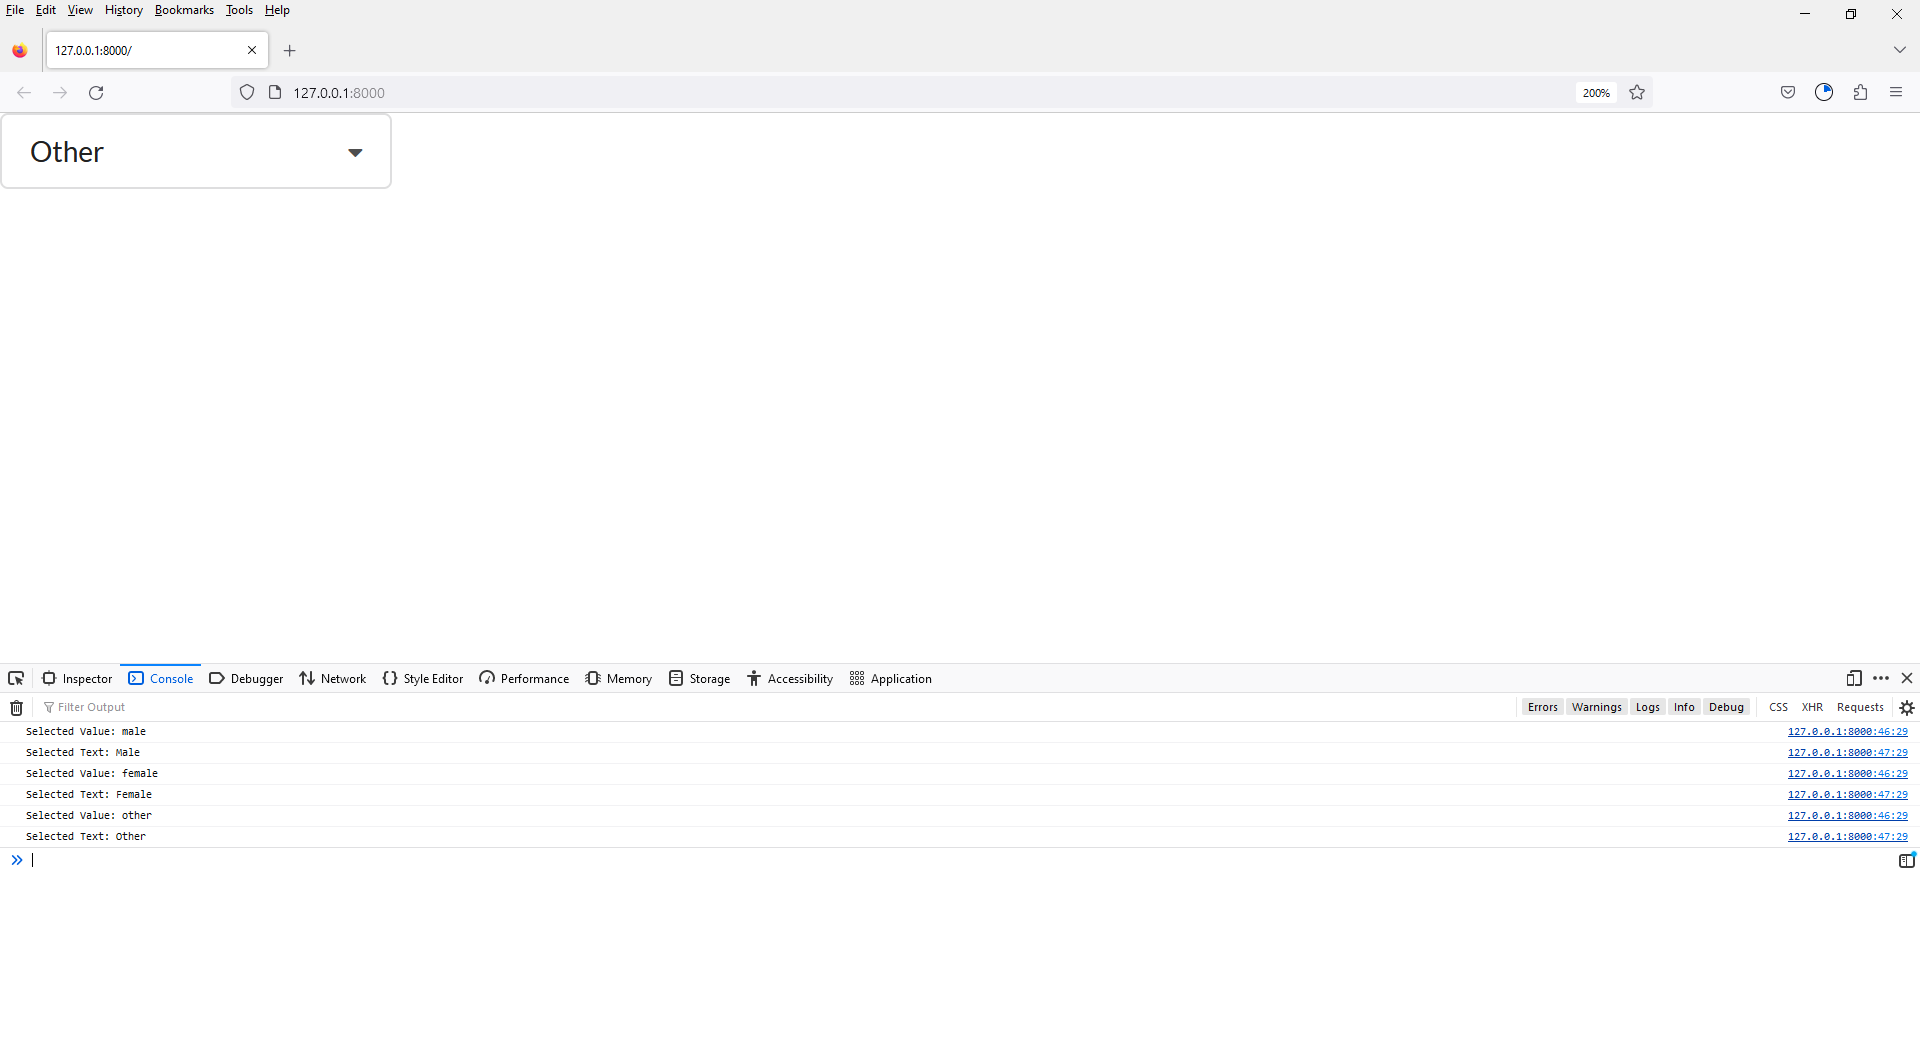 File Edit View History Bookmarks Tools Help
127.0.0.1:8000/
127.0.0.1:8000 200%
Other
Inspector Console Debugger Network Style Editor Performance Memory Storage Accessibility Application
Filter Output Errors Warnings Logs Info Debug CSS XHR Requests
Selected Value: male 127.0.0.1:8000:46:29
Selected Text: Male 127.0.0.1:8000:47:29
Selected Value: female 127.0.0.1:8000:46:29
Selected Text: Female 127.0.0.1:8000:47:29
Selected Value: other 127.0.0.1:8000:46:29
Selected Text: Other 127.0.0.1:8000:47:29